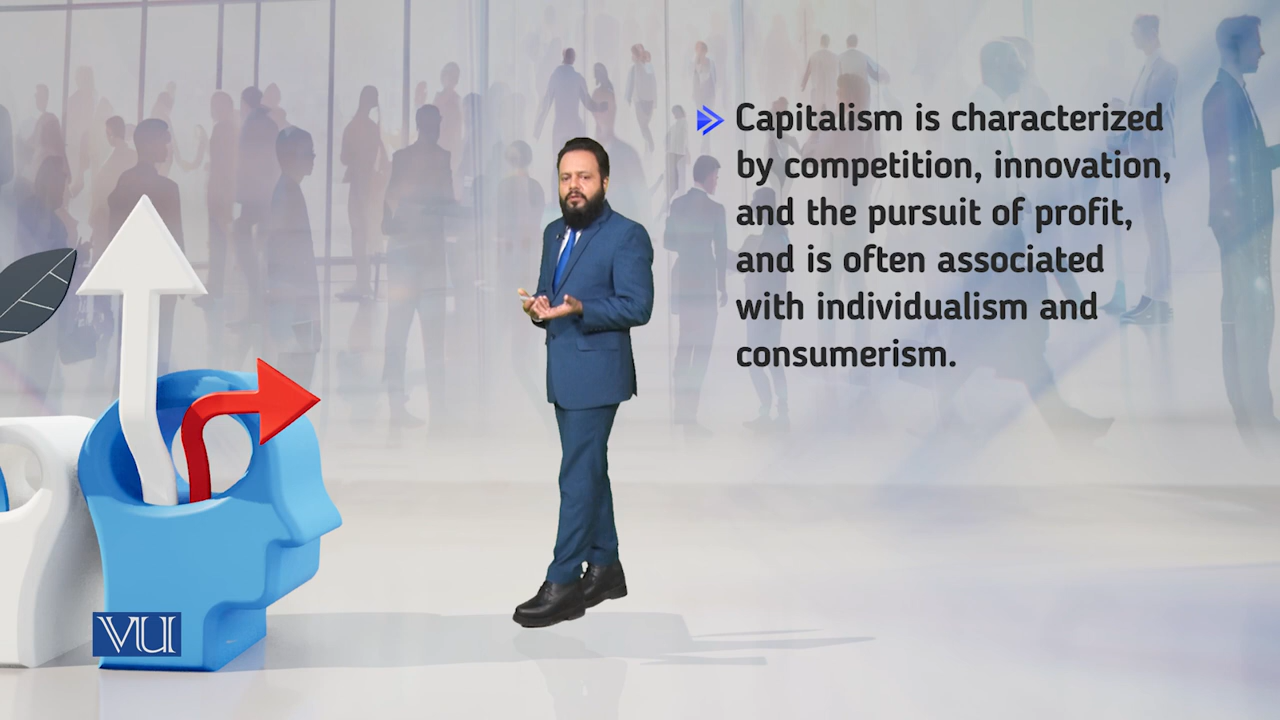 Capitalism is characterized
by competition, innovation,
and the pursuit of profit,
and is often associated
with individualism and
consumerism.
VU